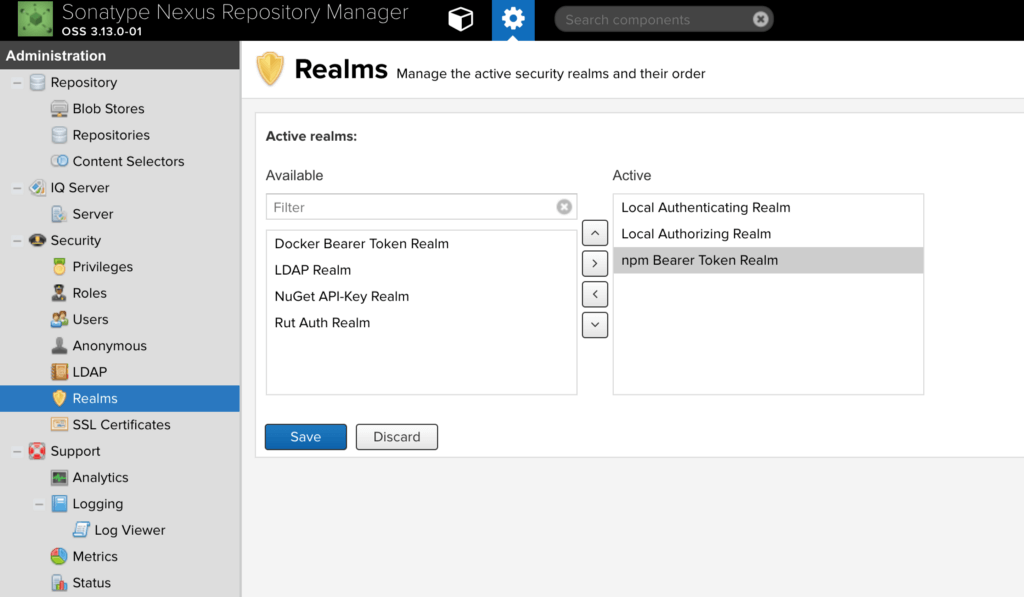 Sonatype Nexus Repository Manager
OSS 3.13.0-01
Search components
Administration
Repository
Blob Stores
Repositories
Content Selectors
IQ Server
Server
Security
Privileges
Roles
Users
Anonymous
LDAP
Realms
SSL Certificates
Support
Analytics
Logging
Log Viewer
Metrics
Status
Realms Manage the active security realms and their order
Active realms:
Available
Filter
Docker Bearer Token Realm
LDAP Realm
NuGet API-Key Realm
Rut Auth Realm
Active
Local Authenticating Realm
Local Authorizing Realm
npm Bearer Token Realm
Save
Discard